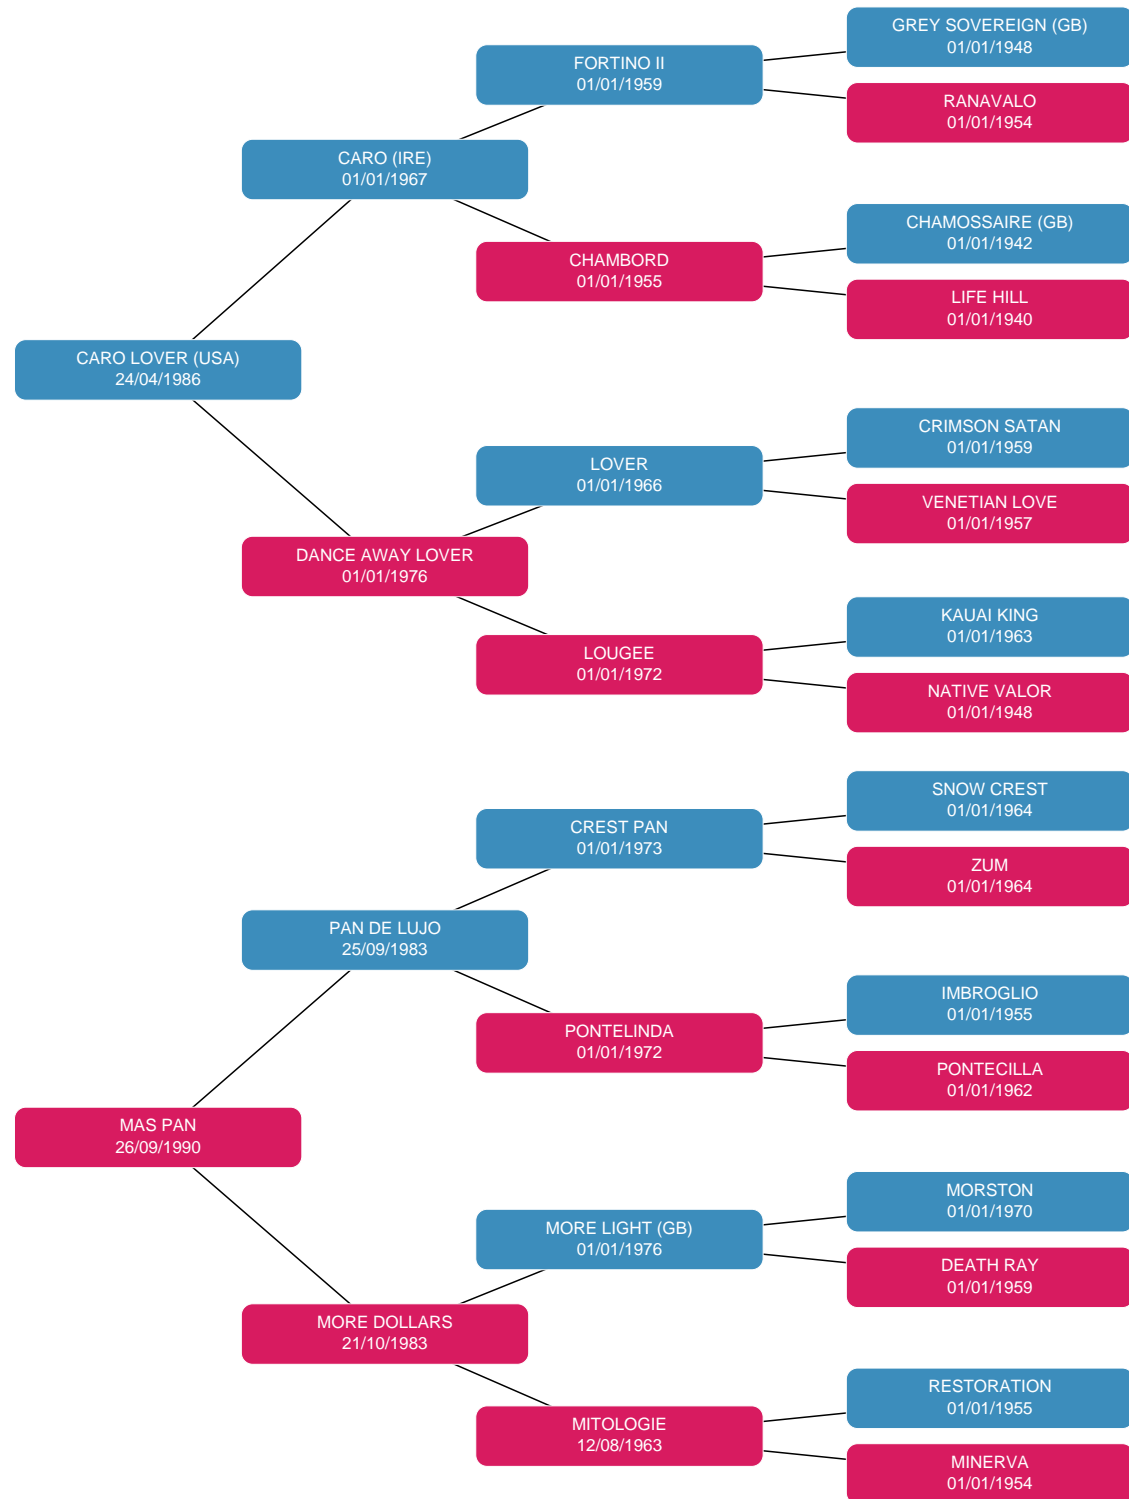 GREY SOVEREIGN (GB)
01/01/1948
FORTINO II
01/01/1959
RANAVALO
01/01/1954
CARO (IRE)
01/01/1967
CHAMOSSAIRE (GB)
01/01/1942
CHAMBORD
01/01/1955
LIFE HILL
01/01/1940
CARO LOVER (USA)
24/04/1986
CRIMSON SATAN
01/01/1959
LOVER
01/01/1966
VENETIAN LOVE
01/01/1957
DANCE AWAY LOVER
01/01/1976
KAUAI KING
01/01/1963
LOUGEE
01/01/1972
NATIVE VALOR
01/01/1948
SNOW CREST
01/01/1964
CREST PAN
01/01/1973
ZUM
01/01/1964
PAN DE LUJO
25/09/1983
IMBROGLIO
01/01/1955
PONTELINDA
01/01/1972
PONTECILLA
01/01/1962
MAS PAN
26/09/1990
MORSTON
01/01/1970
MORE LIGHT (GB)
01/01/1976
DEATH RAY
01/01/1959
MORE DOLLARS
21/10/1983
RESTORATION
01/01/1955
MITOLOGIE
12/08/1963
MINERVA
01/01/1954